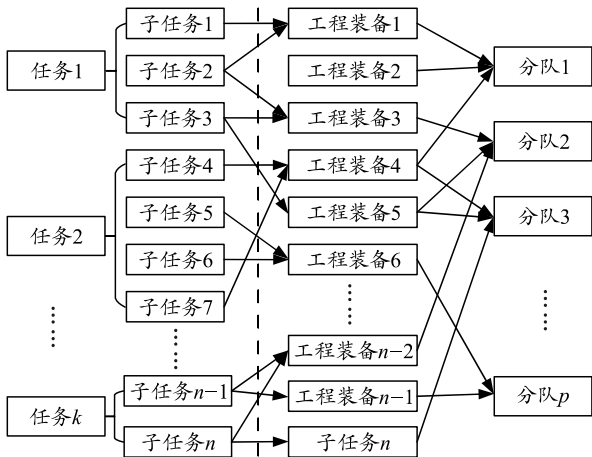 任务1
任务2
任务k
子任务1
子任务2
子任务3
子任务4
子任务5
子任务6
子任务7
子任务n−1
子任务n
工程装备1
工程装备2
工程装备3
工程装备4
工程装备5
工程装备6
工程装备n−2
工程装备n−1
子任务n
分队1
分队2
分队3
分队p